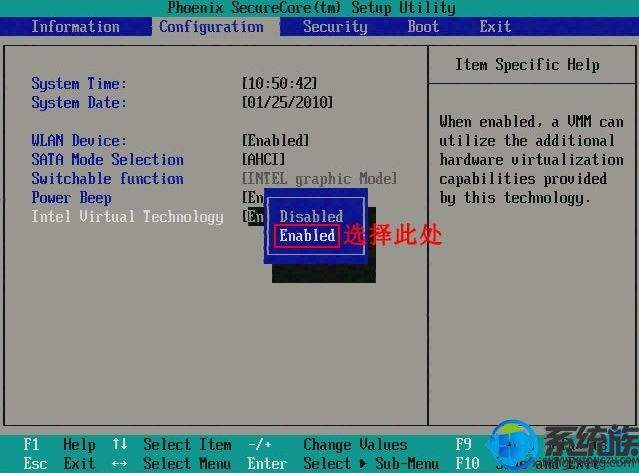 Phoenix SecureCore(tm) Setup Utility
Information Configuration Security Boot Exit
Item Specific Help
System Time: [10:50:42]
System Date: [01/25/2010]
When enabled, a VMM can
utilize the additional
hardware virtualization
capabilities provided
by this technology.
WLAN Device: [Enabled]
SATA Mode Selection [AHCI]
Switchable function [INTEL graphic Mode]
Power Beep [En
Intel Virtual Technology [En
Disabled
Enabled 选择此处
F1 Help ↑↓ Select Item -/+ Change Values F9
Esc Exit ↔ Select Menu Enter Select ▶ Sub-Menu F10 Save and Exit
系统族